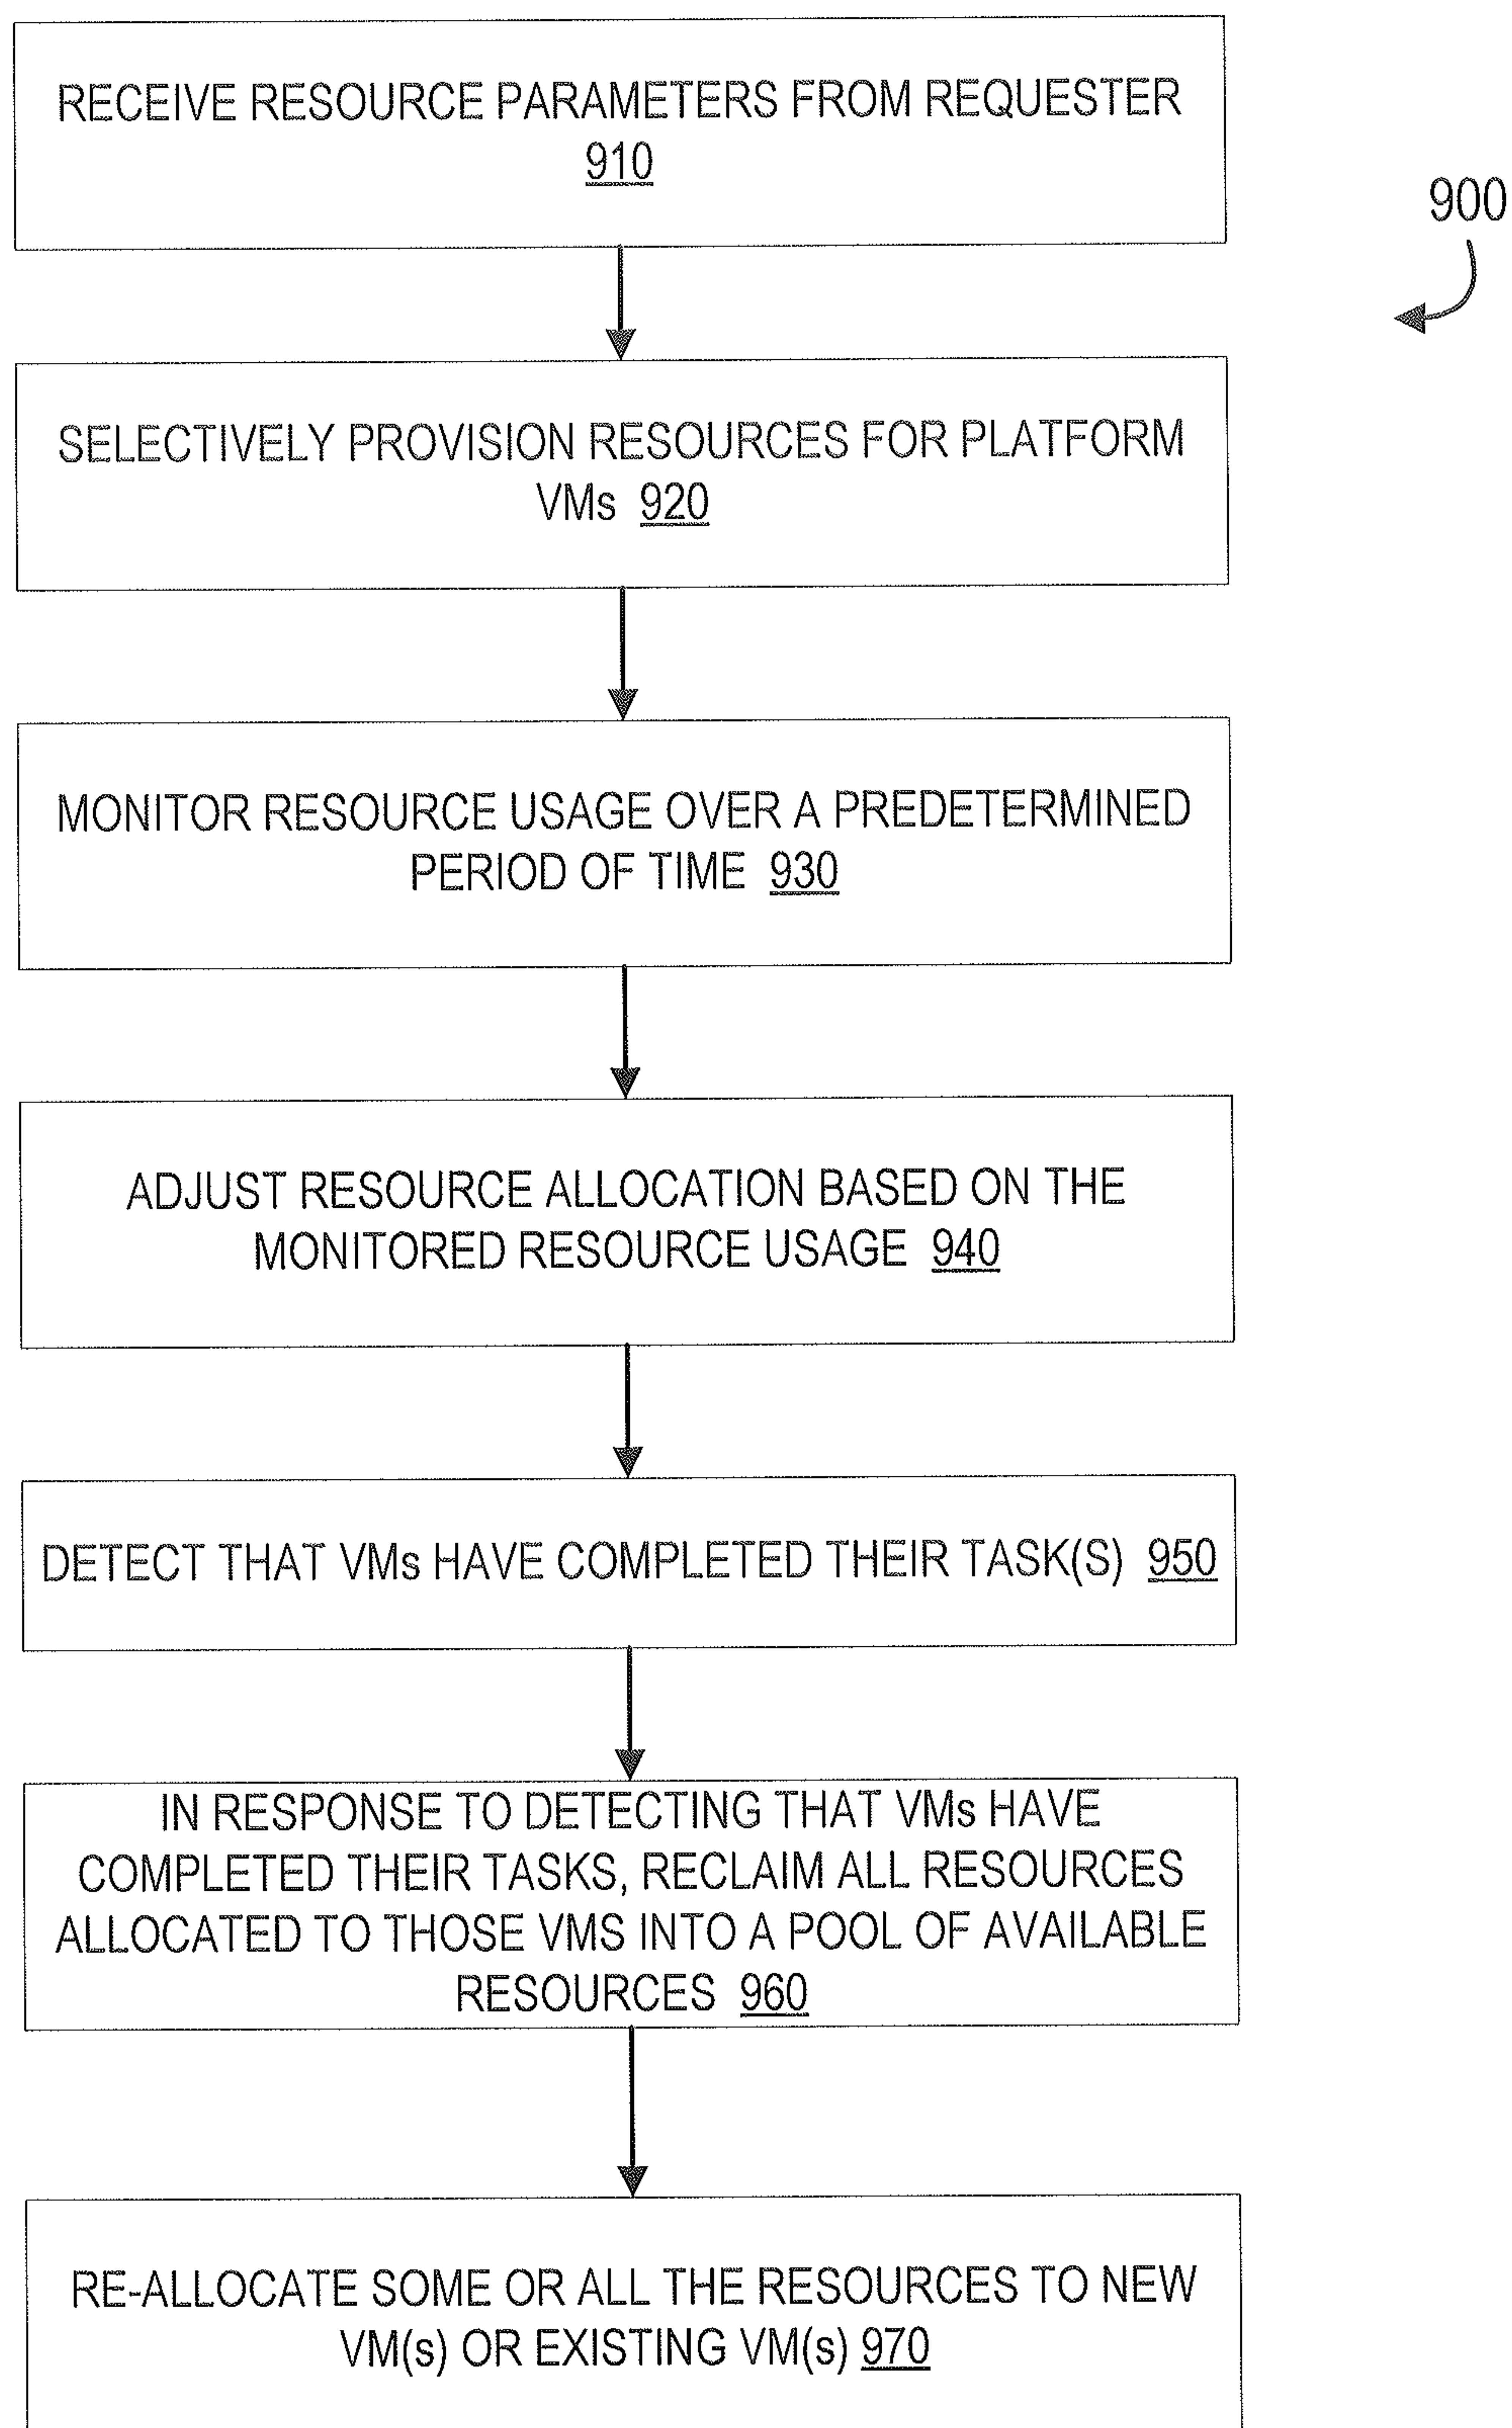 RECEIVE RESOURCE PARAMETERS FROM REQUESTER
910
900
SELECTIVELY PROVISION RESOURCES FOR PLATFORM
VMs 920
MONITOR RESOURCE USAGE OVER A PREDETERMINED
PERIOD OF TIME 930
ADJUST RESOURCE ALLOCATION BASED ON THE
MONITORED RESOURCE USAGE 940
DETECT THAT VMs HAVE COMPLETED THEIR TASK(S) 950
IN RESPONSE TO DETECTING THAT VMs HAVE
COMPLETED THEIR TASKS, RECLAIM ALL RESOURCES
ALLOCATED TO THOSE VMS INTO A POOL OF AVAILABLE
RESOURCES 960
RE-ALLOCATE SOME OR ALL THE RESOURCES TO NEW
VM(s) OR EXISTING VM(s) 970